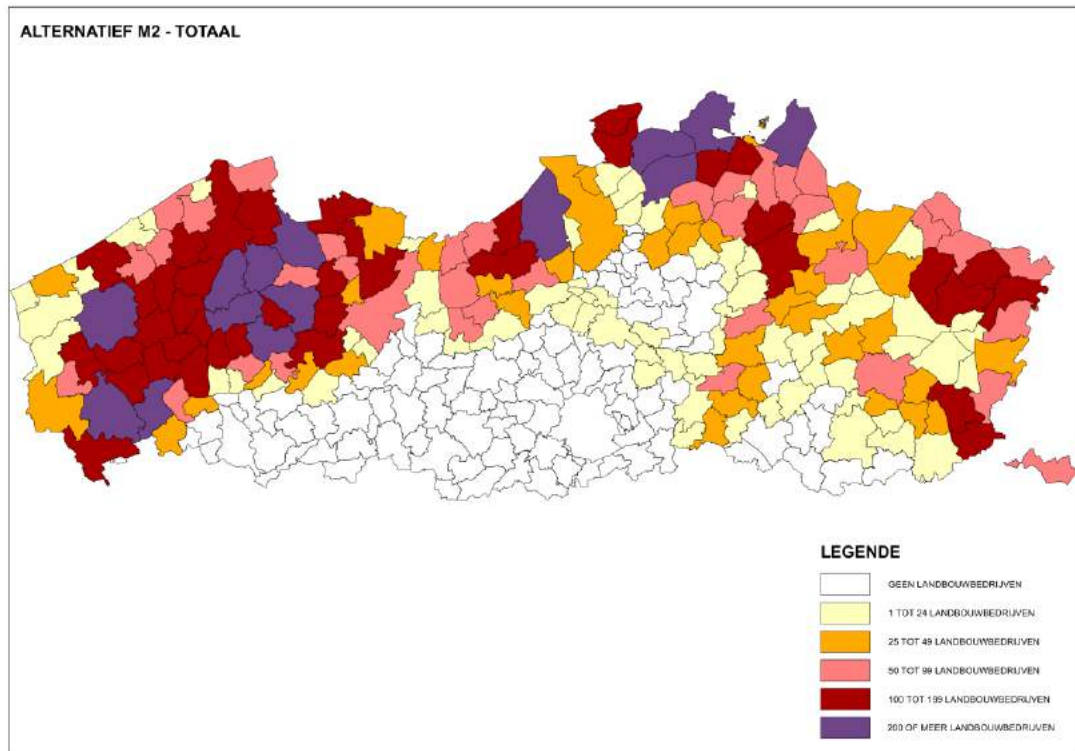 ALTERNATIEF M2 - TOTAAL
LEGENDE
GEEN LANDBOUWBEDRIJVEN
1 TOT 24 LANDBOUWBEDRIJVEN
25 TOT 49 LANDBOUWBEDRIJVEN
50 TOT 99 LANDBOUWBEDRIJVEN
100 TOT 199 LANDBOUWBEDRIJVEN
200 OF MEER LANDBOUWBEDRIJVEN